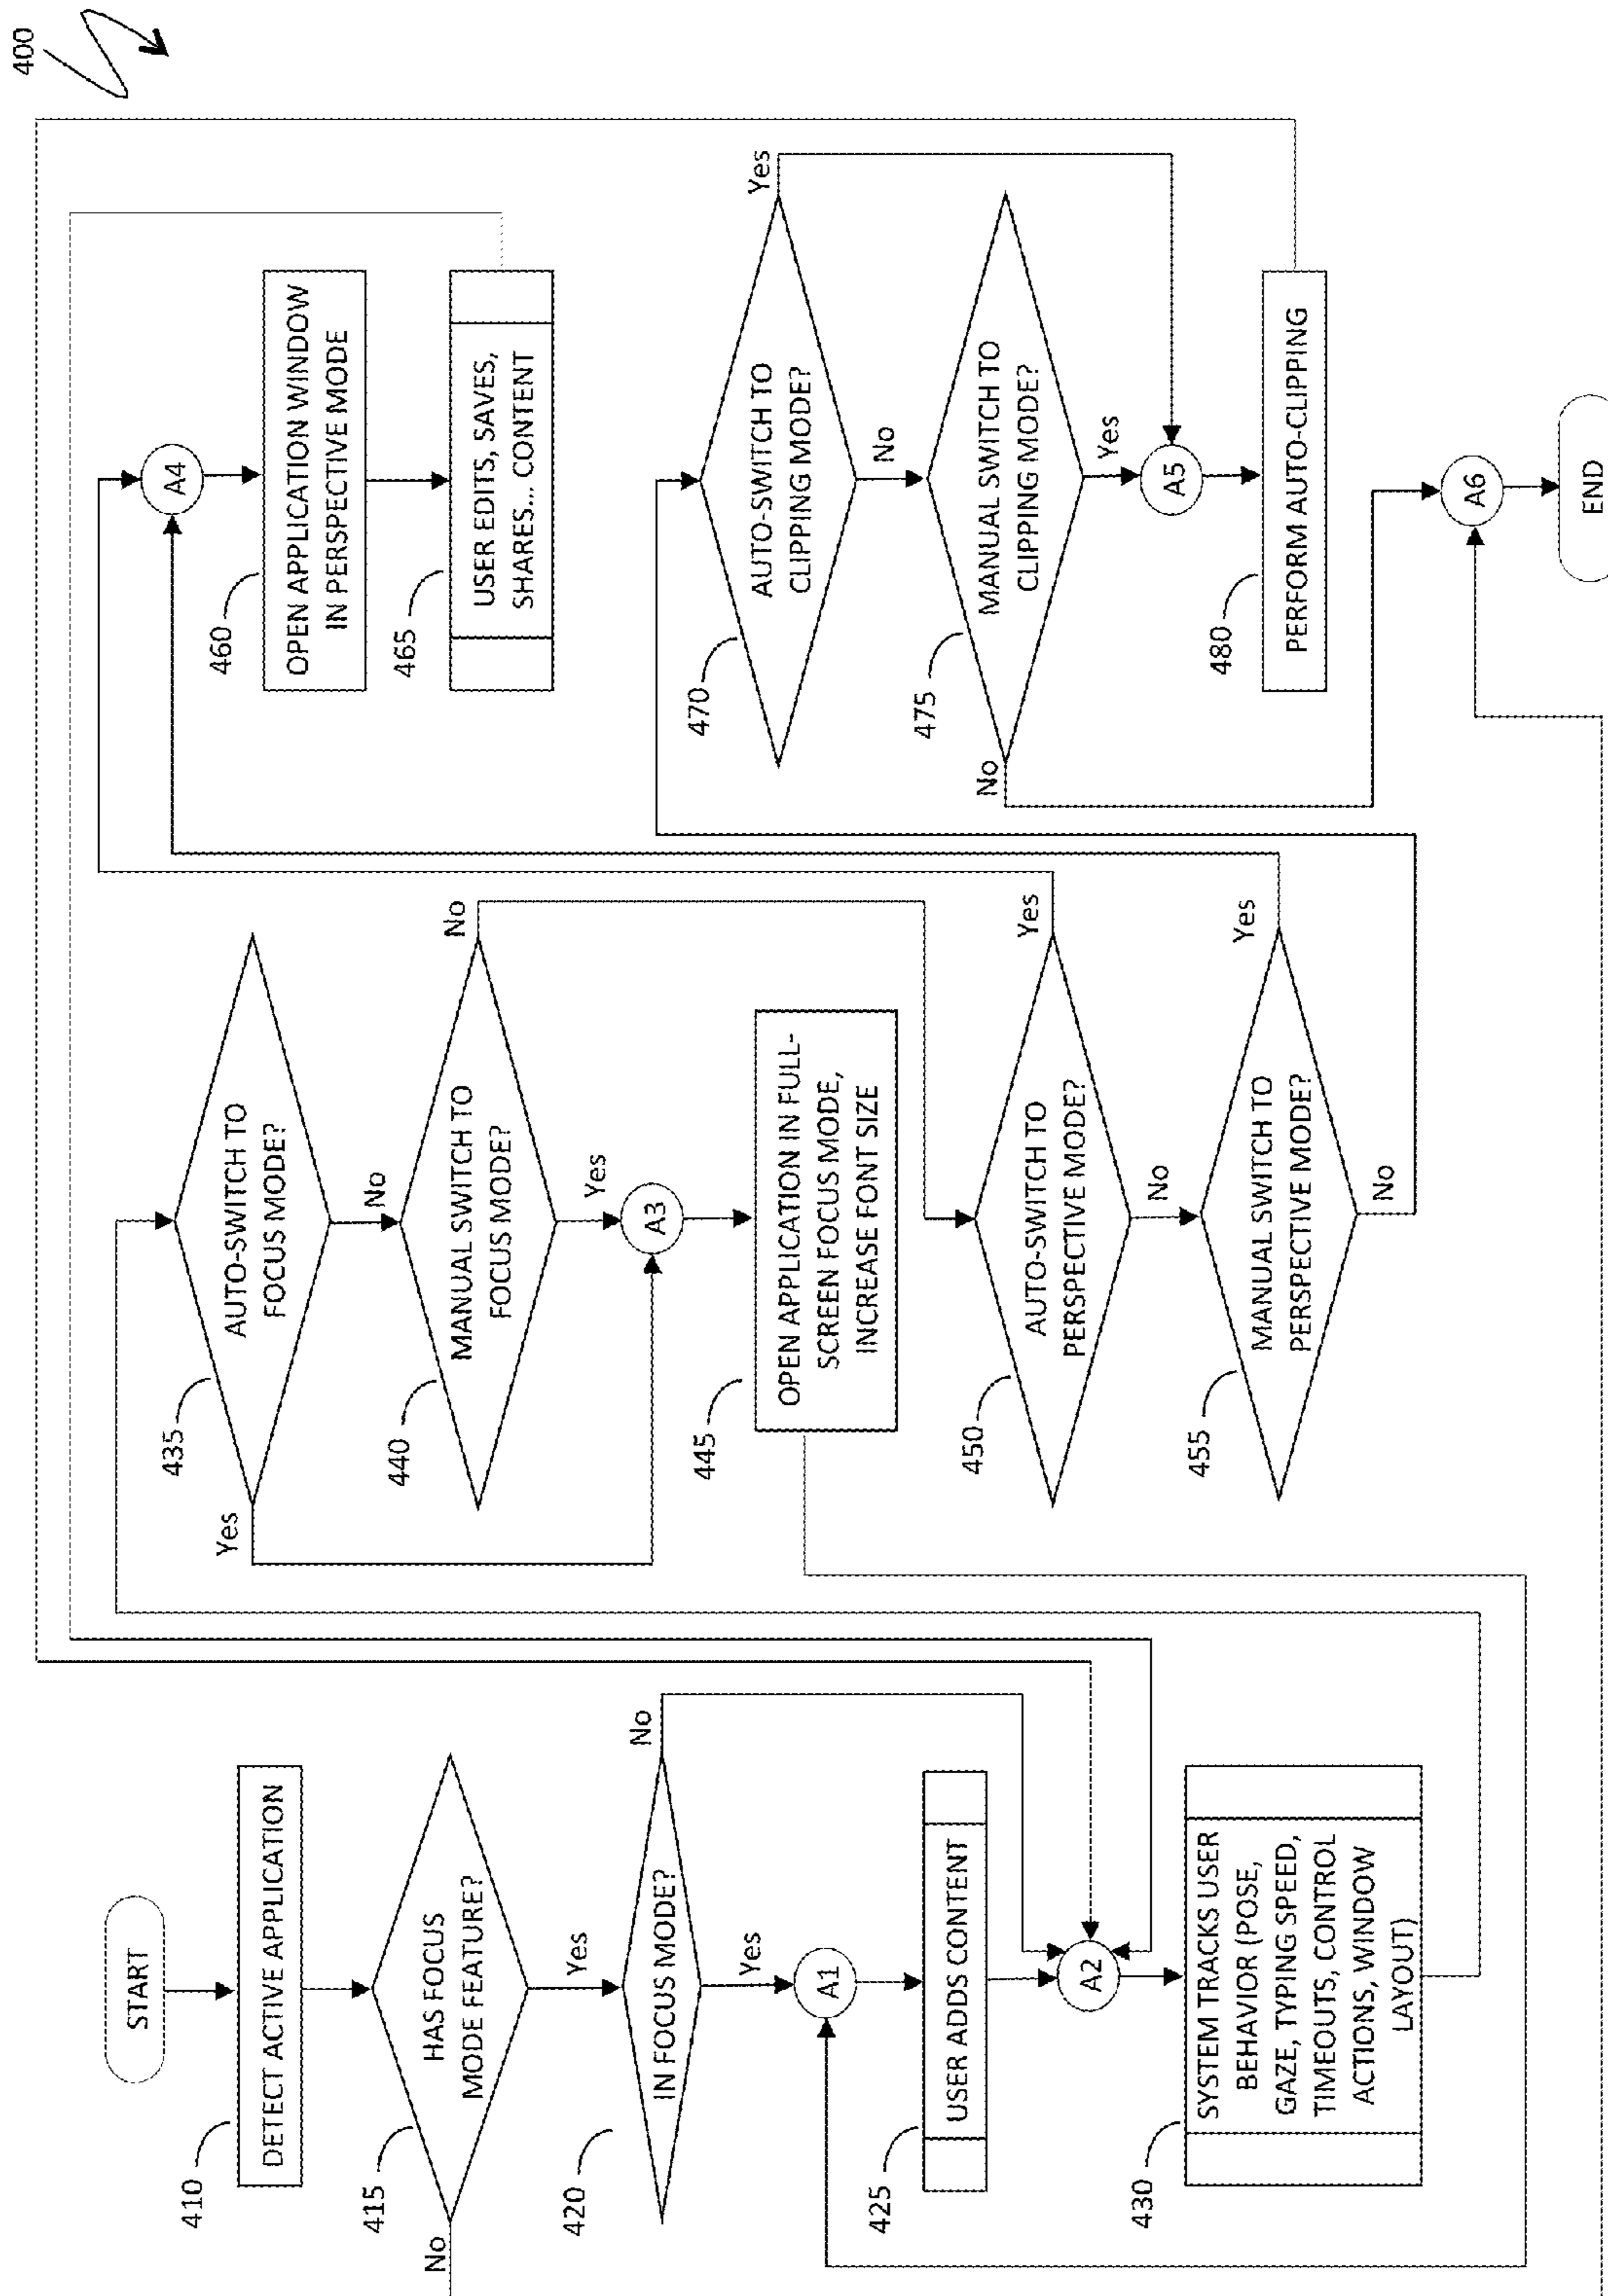 400
START
410
DETECT ACTIVE APPLICATION
415
HAS FOCUS
MODE FEATURE?
No
Yes
420
IN FOCUS MODE?
No
Yes
A1
425
USER ADDS CONTENT
A2
430
SYSTEM TRACKS USER
BEHAVIOR (POSE,
GAZE, TYPING SPEED,
TIMEOUTS, CONTROL
ACTIONS, WINDOW
LAYOUT)
435
AUTO-SWITCH TO
FOCUS MODE?
Yes
No
440
MANUAL SWITCH TO
FOCUS MODE?
No
Yes
A3
445
OPEN APPLICATION IN FULL-
SCREEN FOCUS MODE,
INCREASE FONT SIZE
450
AUTO-SWITCH TO
PERSPECTIVE MODE?
Yes
No
455
MANUAL SWITCH TO
PERSPECTIVE MODE?
Yes
No
A4
460
OPEN APPLICATION WINDOW
IN PERSPECTIVE MODE
465
USER EDITS, SAVES,
SHARES... CONTENT
470
AUTO-SWITCH TO
CLIPPING MODE?
Yes
No
475
MANUAL SWITCH TO
CLIPPING MODE?
No
Yes
A5
480
PERFORM AUTO-CLIPPING
A6
END